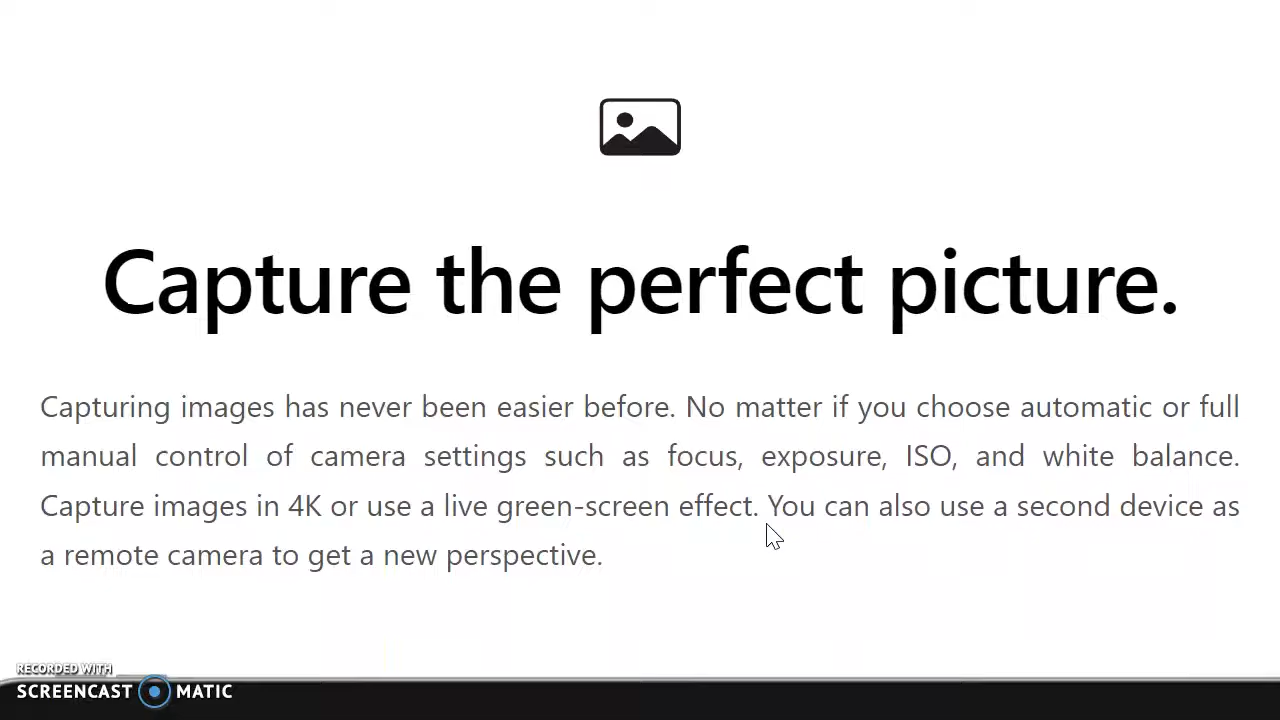 Capture the perfect picture.
Capturing images has never been easier before. No matter if you choose automatic or full
manual control of camera settings such as focus, exposure, ISO, and white balance.
Capture images in 4K or use a live green-screen effect. You can also use a second device as
a remote camera to get a new perspective.
RECORDED WITH
SCREENCAST MATIC